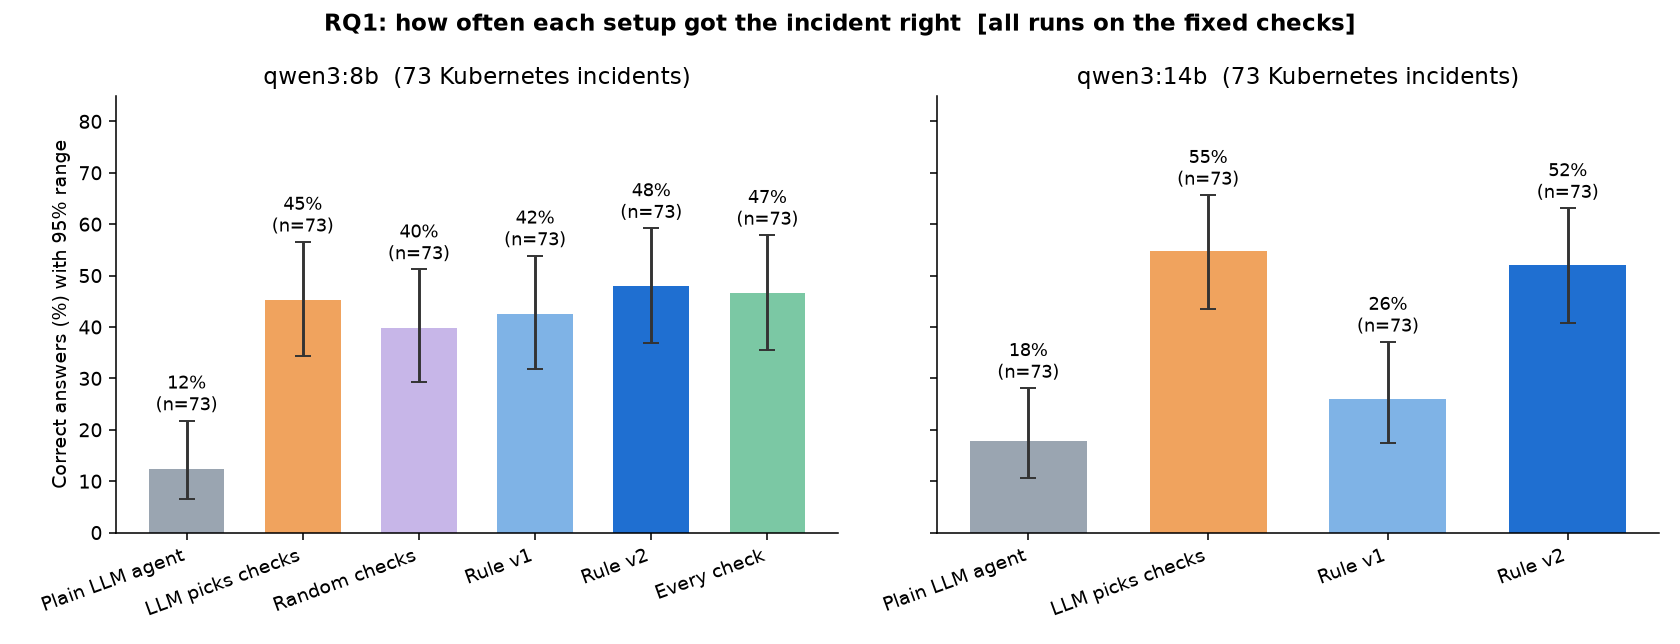 RQ1: how often each setup got the incident right  [all runs on the fixed checks]
qwen3:8b  (73 Kubernetes incidents)
Correct answers (%) with 95% range
80
70
60
50
40
30
20
10
0
12%
(n=73)
45%
(n=73)
40%
(n=73)
42%
(n=73)
48%
(n=73)
47%
(n=73)
Plain LLM agent
LLM picks checks
Random checks
Rule v1
Rule v2
Every check
qwen3:14b  (73 Kubernetes incidents)
18%
(n=73)
55%
(n=73)
26%
(n=73)
52%
(n=73)
Plain LLM agent
LLM picks checks
Rule v1
Rule v2